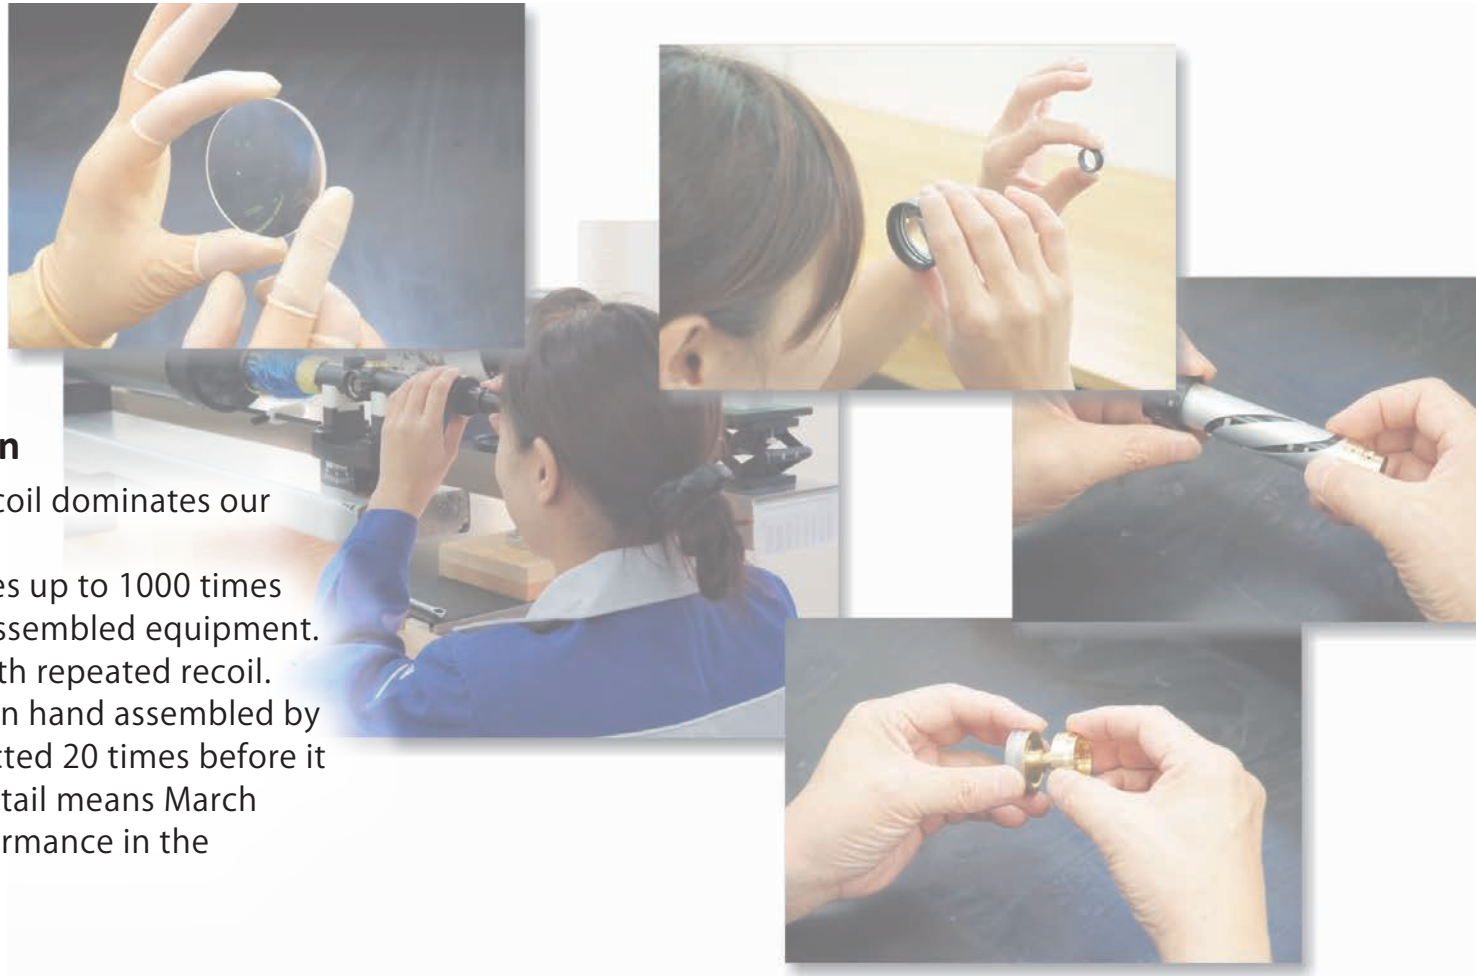 n
coil dominates our
es up to 1000 times
ssembled equipment.
th repeated recoil.
n hand assembled by
cted 20 times before it
tail means March
rmance in the